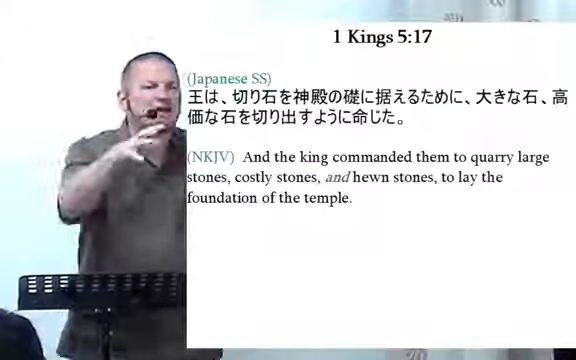 1 Kings 5:17
(Japanese SS)
王は、切り石を神殿の礎に据えるために、大きな石、高
価な石を切り出すように命じた。
(NKJV) And the king commanded them to quarry large
stones, costly stones, and hewn stones, to lay the
foundation of the temple.